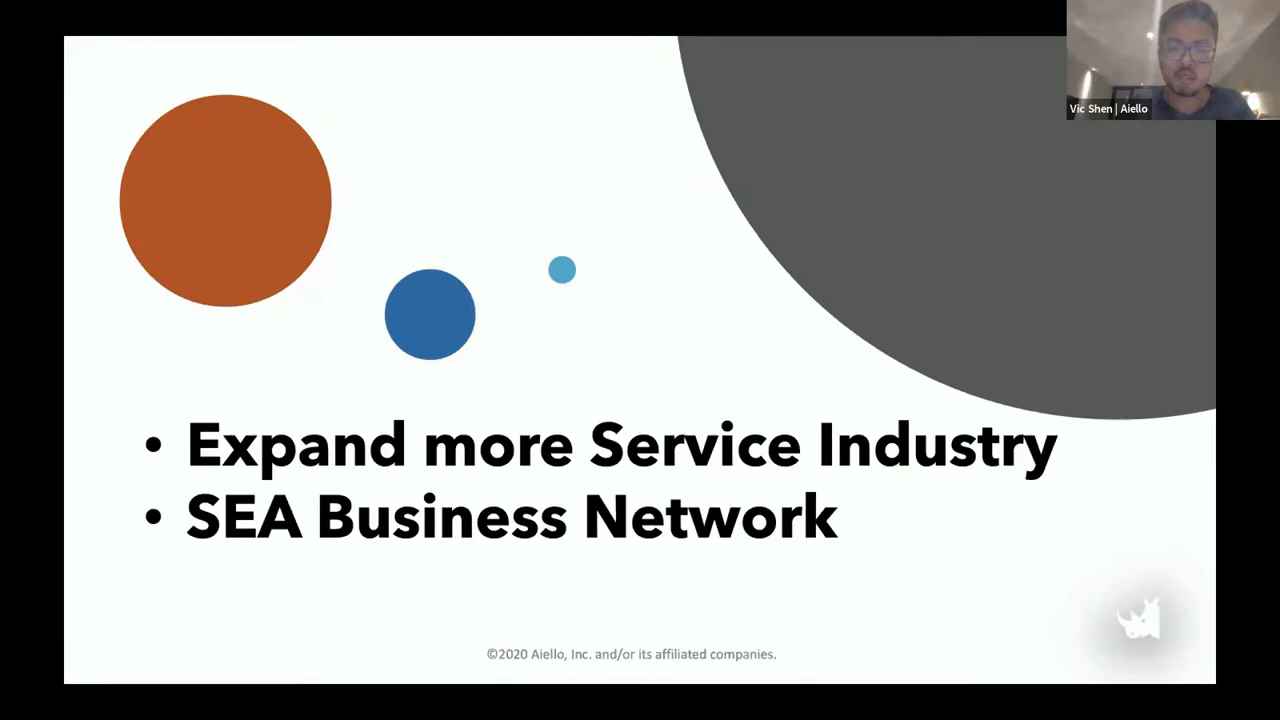 Vic Shen | Aiello
• Expand more Service Industry
• SEA Business Network
©2020 Aiello, Inc. and/or its affiliated companies.